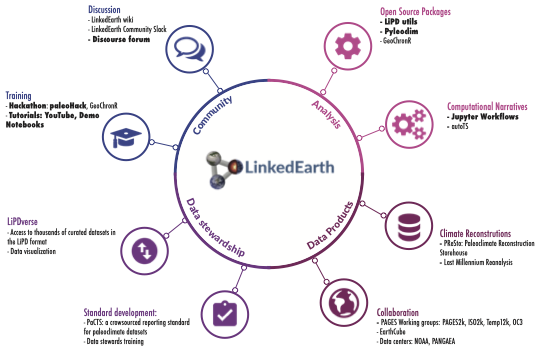 Discussion
- LinkedEarth wiki
- LinkedEarth Community Slack
- Discourse forum
Open Source Packages
- LiPD utils
- Pyleodim
- GeoChronR
Training
- Hackathon: paleoHack, GeoChronR
- Tutorials: YouTube, Demo
Notebooks
Computational Narratives
- Jupyter Workflows
- autoTS
Community
Analysis
LinkedEarth
Data stewardship
Data Products
LiPDverse
- Access to thousands of curated datasets in
the LiPD format
- Data visualization
Climate Reconstructions
- PReSto: Paleoclimate Reconstruction
Storehouse
- Last Millennium Reanalysis
Standard development:
- PaCTS: a crowsourced reporting standard
for paleoclimate datasets
- Data stewards training
Collaboration
- PAGES Working groups: PAGES2k, ISO2k, Temp12k, OC3
- EarthCube
- Data centers: NOAA, PANGAEA